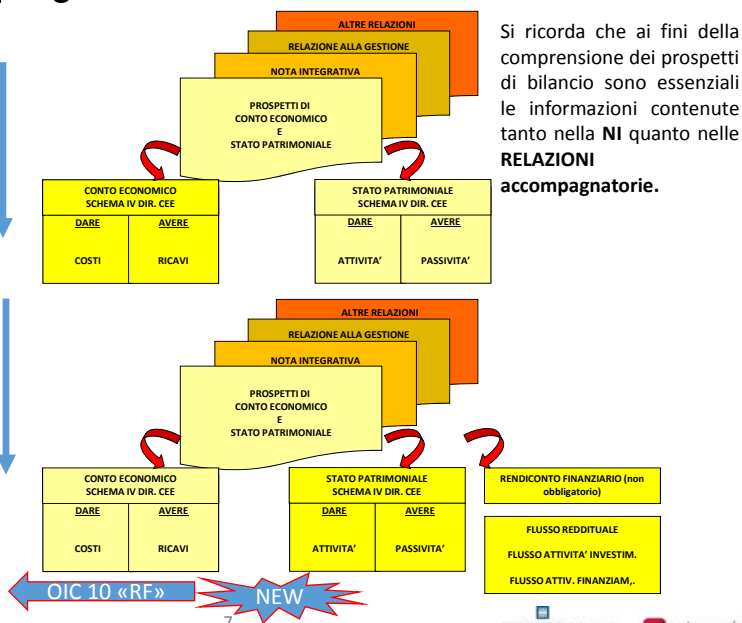 ALTRE RELAZIONI
RELAZIONE ALLA GESTIONE
NOTA INTEGRATIVA
PROSPETTI DI
CONTO ECONOMICO
E
STATO PATRIMONIALE
Si ricorda che ai fini della
comprensione dei prospetti
di bilancio sono essenziali
le informazioni contenute
tanto nella NI quanto nelle
RELAZIONI
accompagnatorie.
CONTO ECONOMICO
SCHEMA IV DIR. CEE
DARE AVERE
COSTI RICAVI
STATO PATRIMONIALE
SCHEMA IV DIR. CEE
DARE AVERE
ATTIVITA’ PASSIVITA’
ALTRE RELAZIONI
RELAZIONE ALLA GESTIONE
NOTA INTEGRATIVA
PROSPETTI DI
CONTO ECONOMICO
E
STATO PATRIMONIALE
CONTO ECONOMICO
SCHEMA IV DIR. CEE
DARE AVERE
COSTI RICAVI
STATO PATRIMONIALE
SCHEMA IV DIR. CEE
DARE AVERE
ATTIVITA’ PASSIVITA’
RENDICONTO FINANZIARIO (non
obbligatorio)
FLUSSO REDDITUALE
FLUSSO ATTIVITA’ INVESTIM.
FLUSSO ATTIV. FINANZIAM,.
OIC 10 «RF»
NEW
7